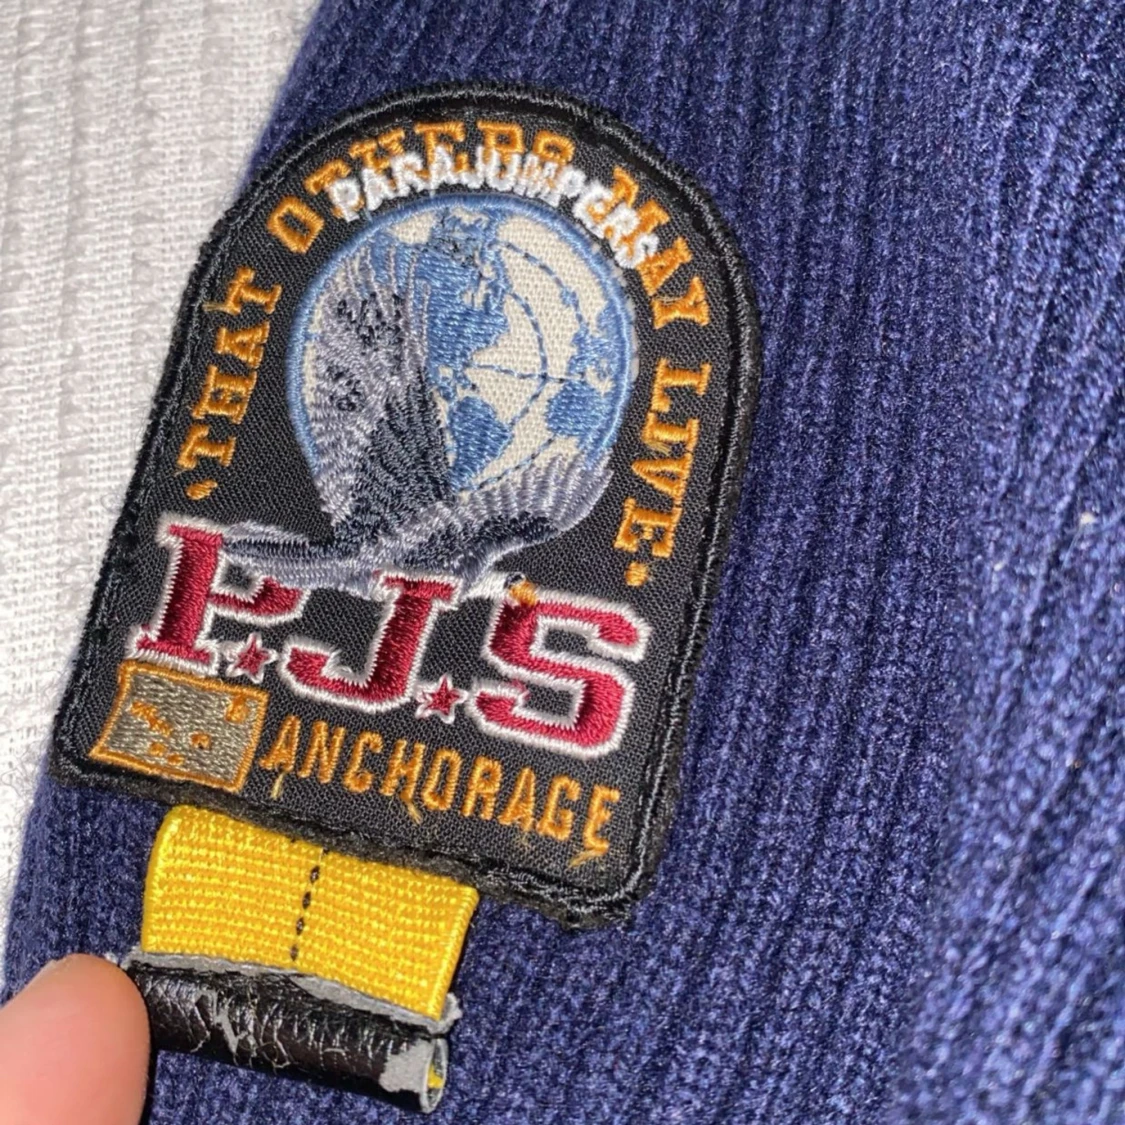 ·THAT OTHERS MAY LIVE·
PARAJUMPERS
P.J.S
ANCHORAGE